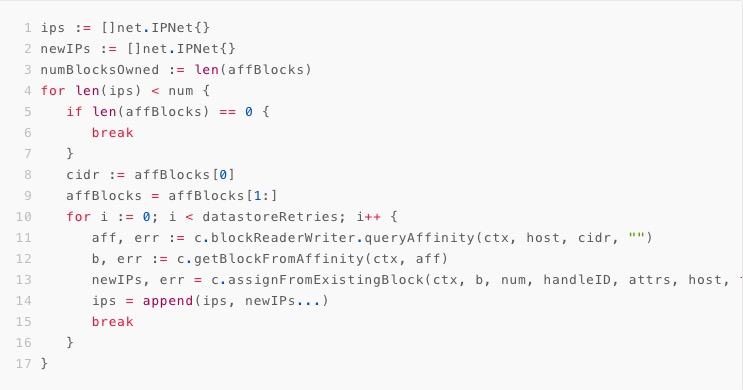 1 ips := []net.IPNet{}
2 newIPs := []net.IPNet{}
3 numBlocksOwned := len(affBlocks)
4 for len(ips) < num {
5    if len(affBlocks) == 0 {
6       break
7    }
8    cidr := affBlocks[0]
9    affBlocks = affBlocks[1:]
10    for i := 0; i < datastoreRetries; i++ {
11       aff, err := c.blockReaderWriter.queryAffinity(ctx, host, cidr, "")
12       b, err := c.getBlockFromAffinity(ctx, aff)
13       newIPs, err = c.assignFromExistingBlock(ctx, b, num, handleID, attrs, host,
14       ips = append(ips, newIPs...)
15       break
16    }
17 }